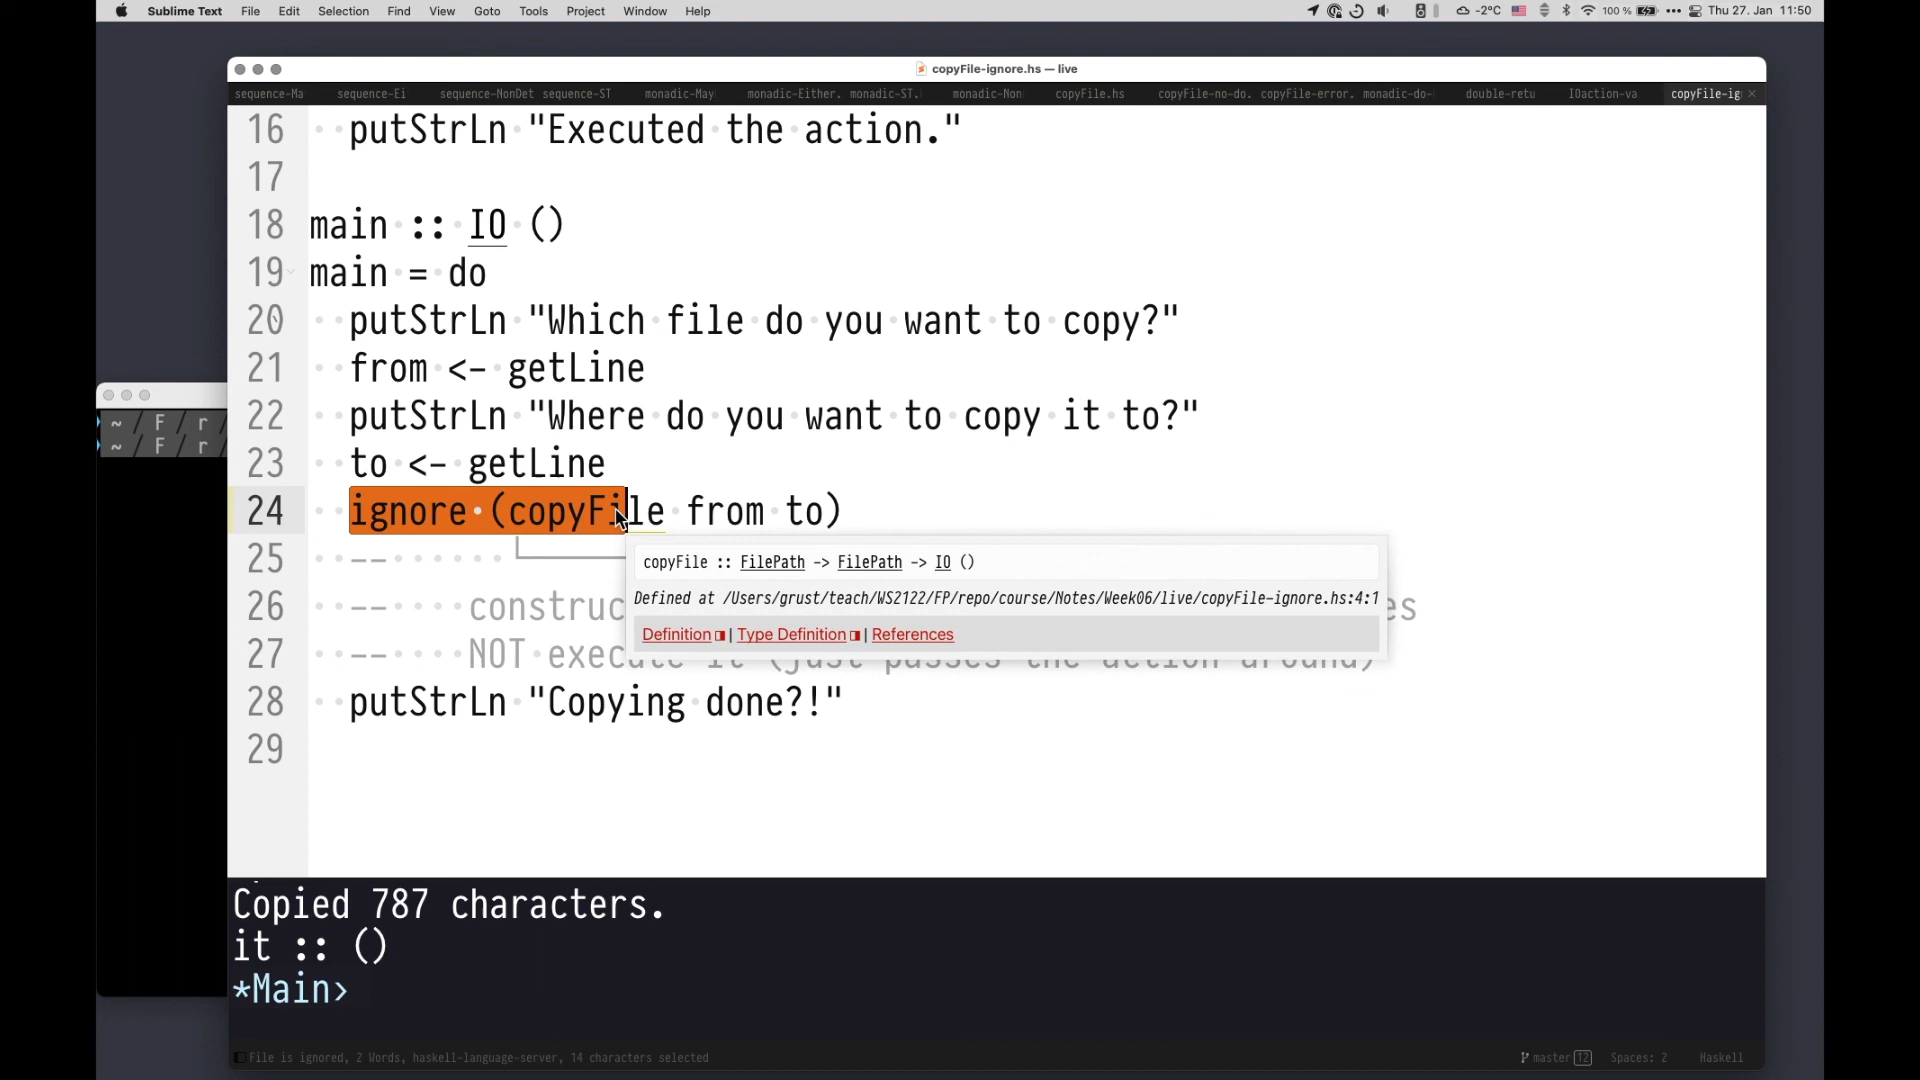 Sublime Text File Edit Selection Find View Goto Tools Project Window Help -2°C 100 % Thu 27. Jan 11:50
copyFile-ignore.hs — live
sequence-Ma sequence-Ei sequence-NonDet sequence-ST monadic-May monadic-Either. monadic-ST. monadic-Non copyFile.hs copyFile-no-do. copyFile-error. monadic-do- double-retu IOaction-va copyFile-ig ×
16 putStrLn "Executed the action."
17
18 main :: IO ()
19 main = do
20 putStrLn "Which file do you want to copy?"
21 from <- getLine
22 putStrLn "Where do you want to copy it to?"
23 to <- getLine
24 ignore (copyFile from to)
25 --
copyFile :: FilePath -> FilePath -> IO ()
Defined at /Users/grust/teach/WS2122/FP/repo/course/Notes/Week06/live/copyFile-ignore.hs:4:1
Definition | Type Definition | References
26 -- construc es
27 -- NOT execute it (just passes the action around)
28 putStrLn "Copying done?!"
29
~ / F / r /
~ / F / r /
Copied 787 characters.
it :: ()
*Main>
File is ignored, 2 Words, haskell-language-server, 14 characters selected master 12 Spaces: 2 Haskell